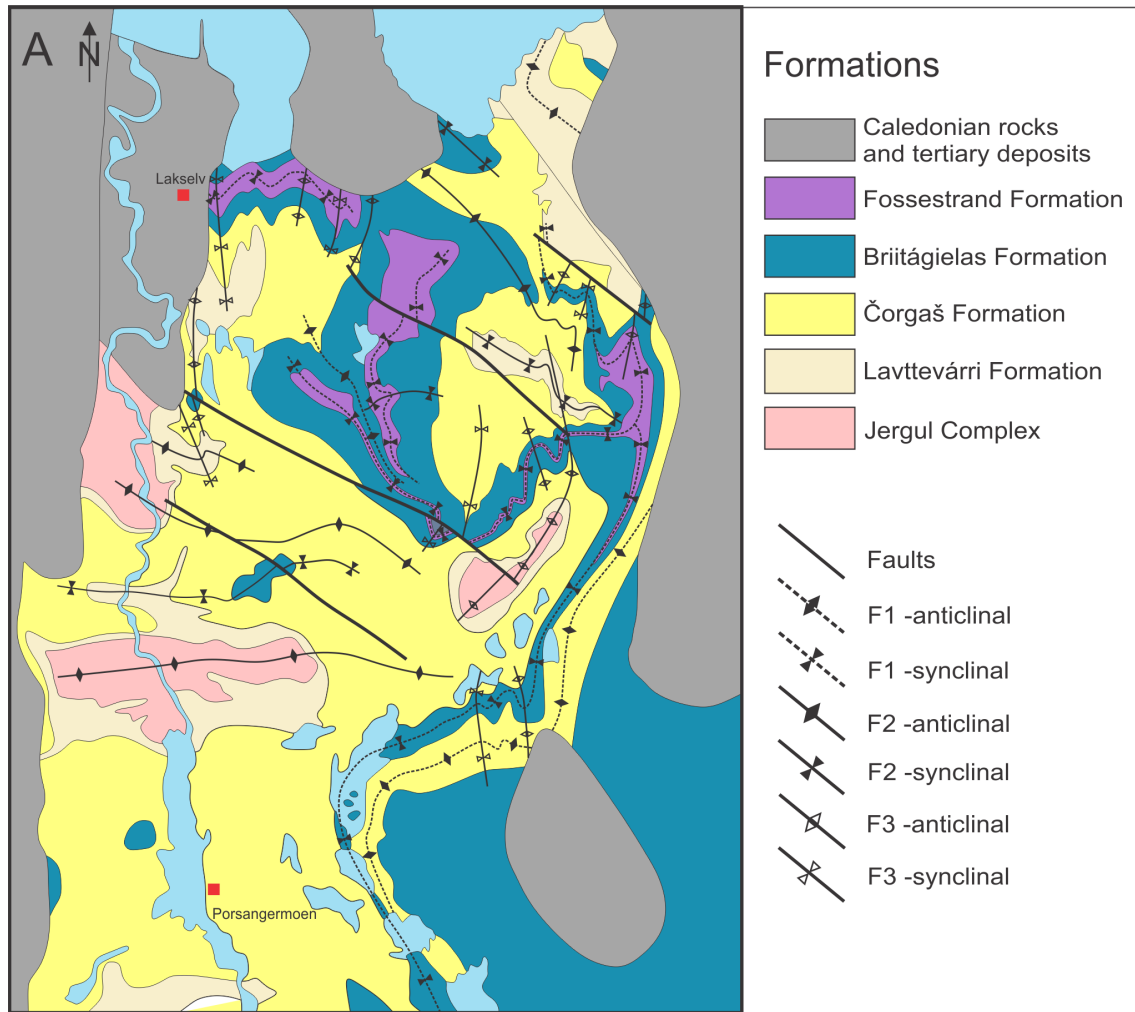 A
N
Lakselv
Porsangermoen
Formations
Caledonian rocks
and tertiary deposits
Fossestrand Formation
Briitágielas Formation
Čorgaš Formation
Lavttevárri Formation
Jergul Complex
Faults
F1 -anticlinal
F1 -synclinal
F2 -anticlinal
F2 -synclinal
F3 -anticlinal
F3 -synclinal